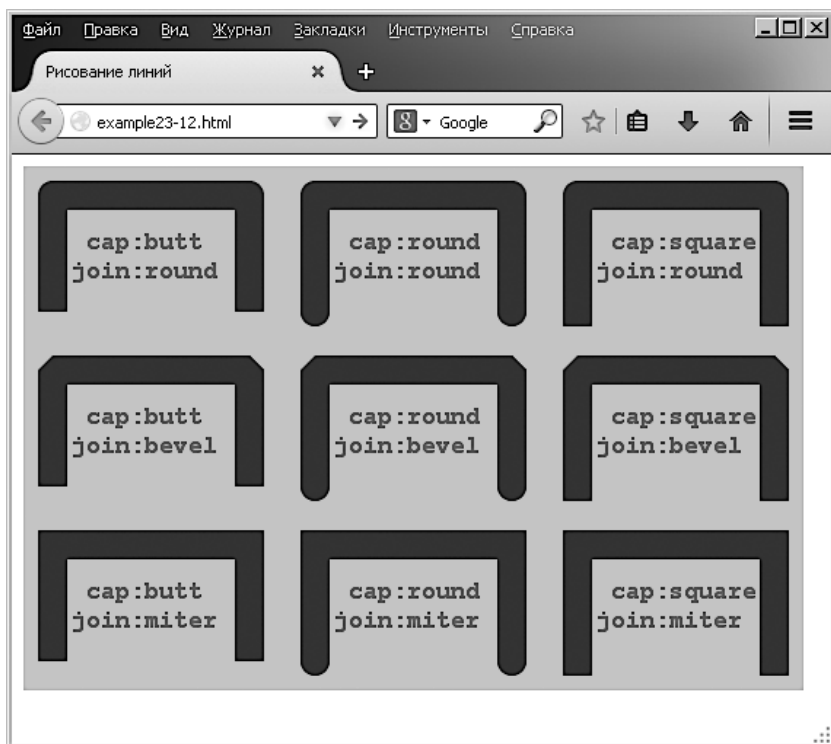 Файл Правка Вид Журнал Закладки Инструменты Справка
Рисование линий
example23-12.html
8 Google
cap:butt
join:round
cap:round
join:round
cap:square
join:round
cap:butt
join:bevel
cap:round
join:bevel
cap:square
join:bevel
cap:butt
join:miter
cap:round
join:miter
cap:square
join:miter